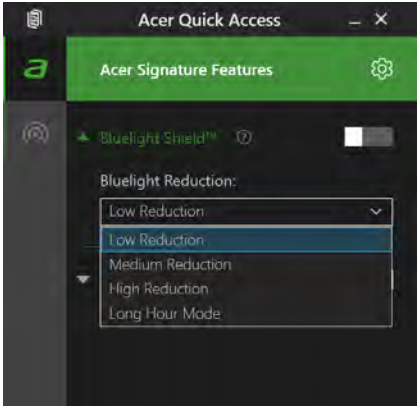 Acer Quick Access
a
Acer Signature Features
Bluelight Shield™
Bluelight Reduction:
Low Reduction
Low Reduction
Medium Reduction
High Reduction
Long Hour Mode